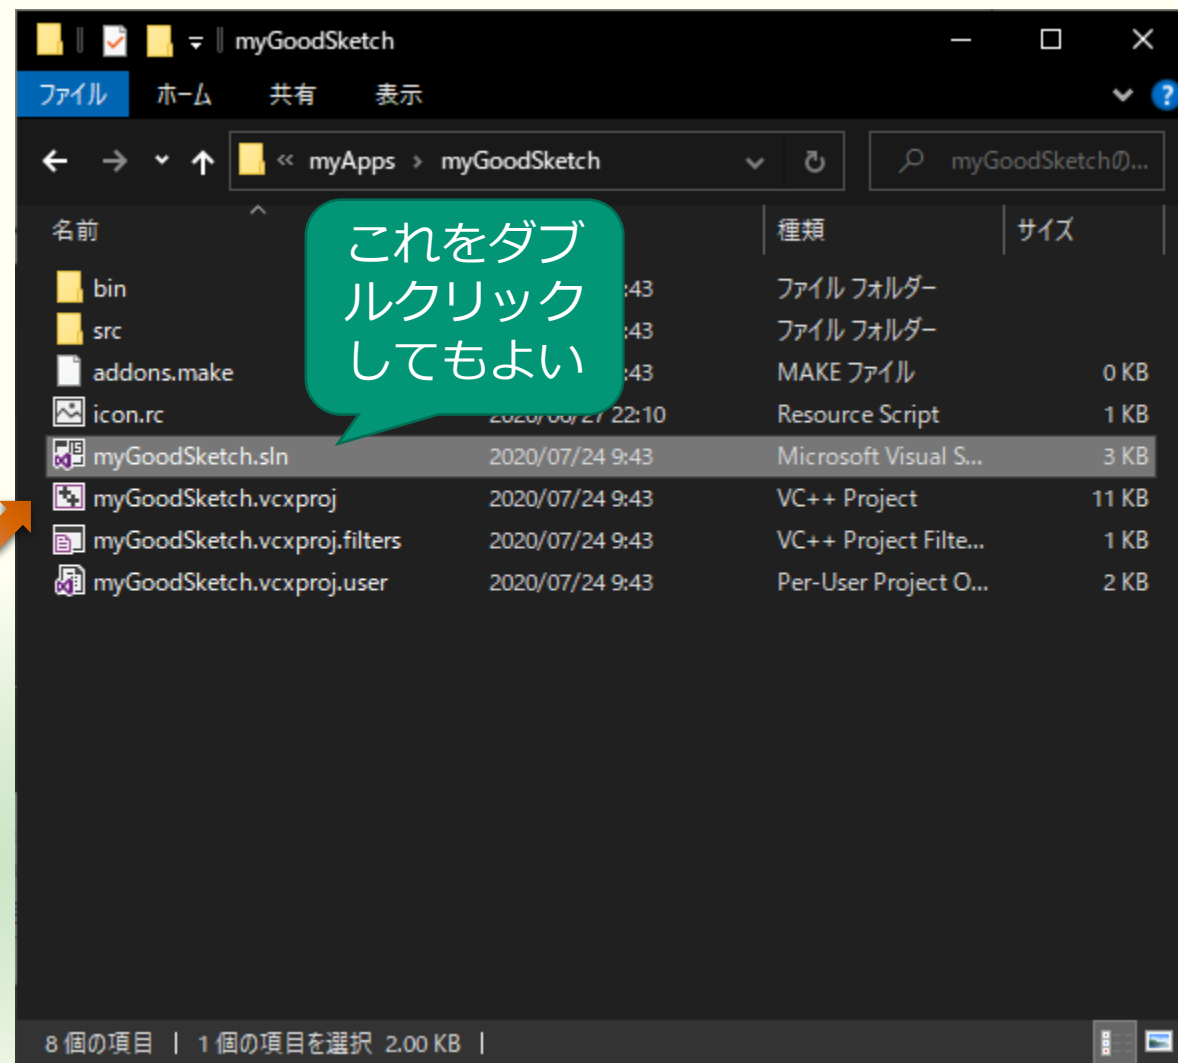 myGoodSketch
ファイル ホーム 共有 表示
« myApps › myGoodSketch myGoodSketchの...
名前 種類 サイズ
これをダブ
ルクリック
してもよい
bin :43 ファイル フォルダー
src :43 ファイル フォルダー
addons.make :43 MAKE ファイル 0 KB
icon.rc 22:10 Resource Script 1 KB
myGoodSketch.sln 2020/07/24 9:43 Microsoft Visual S... 3 KB
myGoodSketch.vcxproj 2020/07/24 9:43 VC++ Project 11 KB
myGoodSketch.vcxproj.filters 2020/07/24 9:43 VC++ Project Filte... 1 KB
myGoodSketch.vcxproj.user 2020/07/24 9:43 Per-User Project O... 2 KB
8 個の項目 | 1 個の項目を選択 2.00 KB |